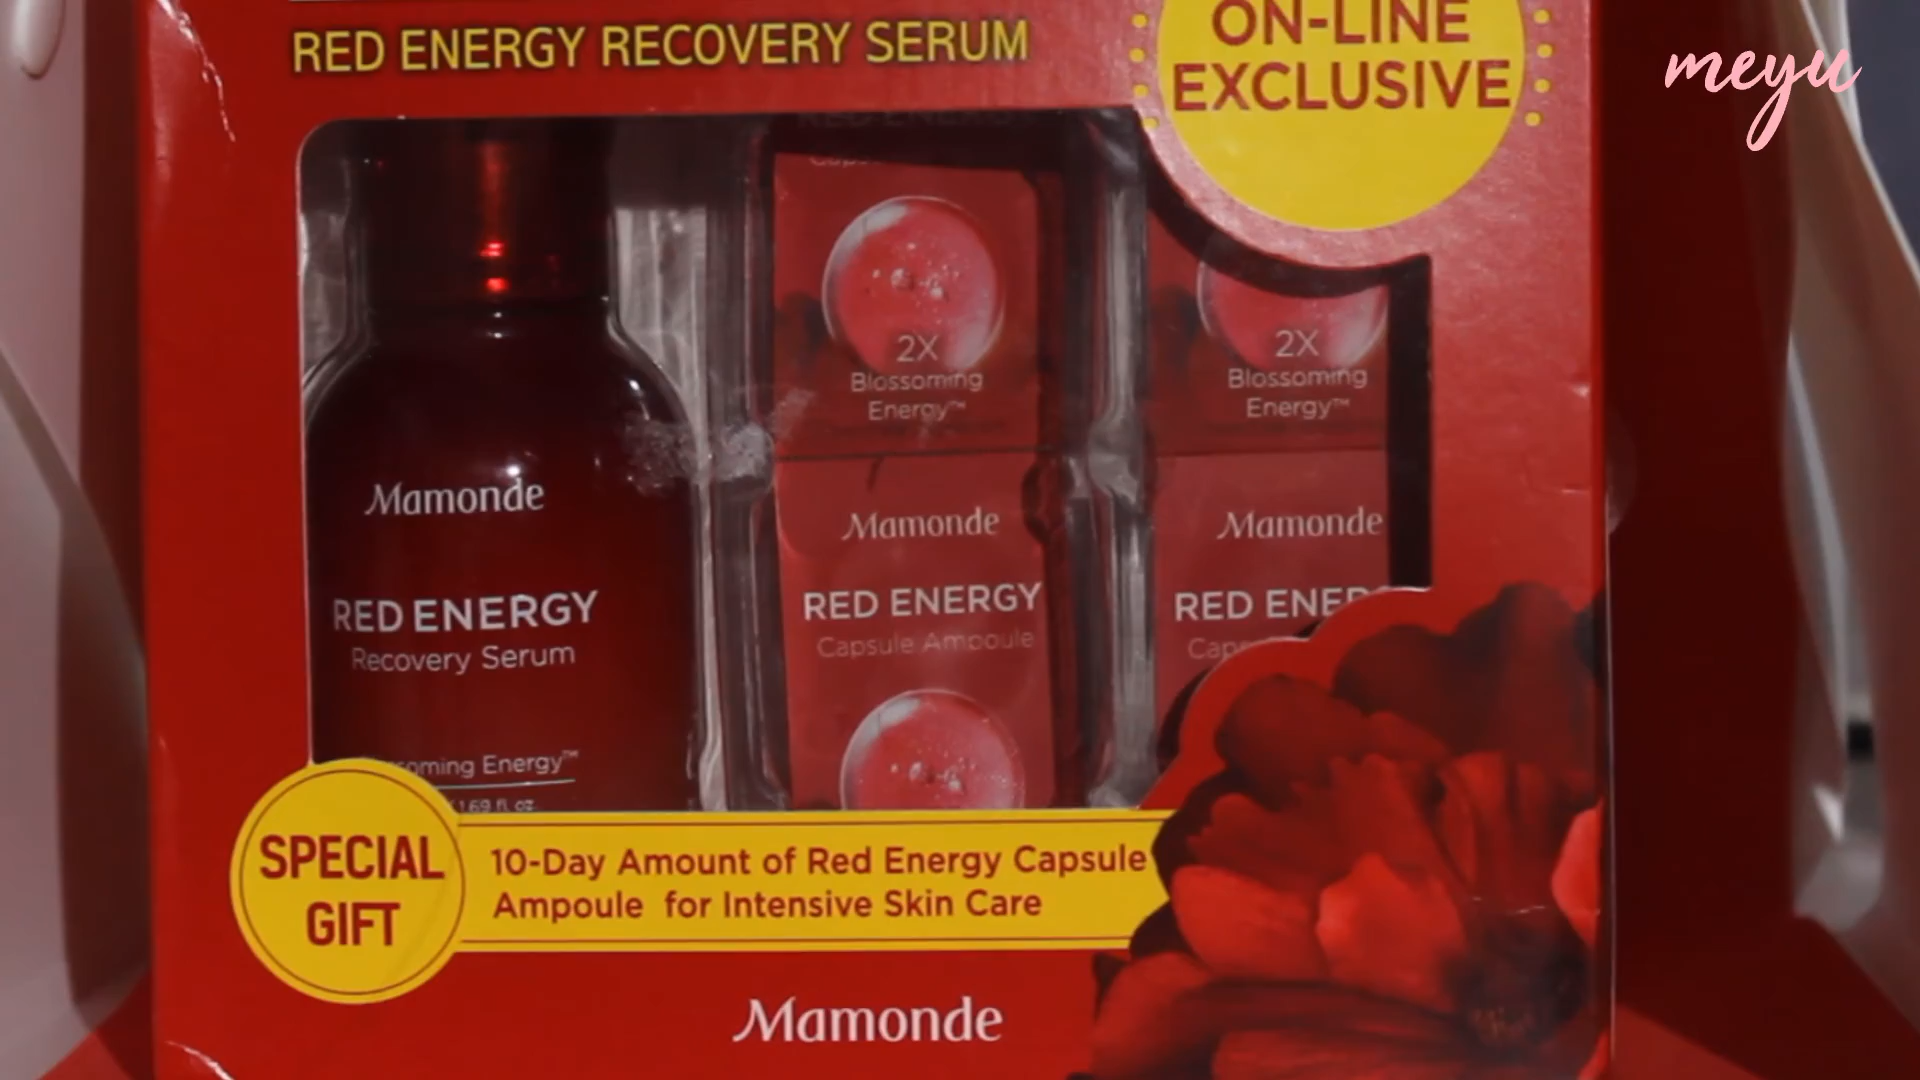 RED ENERGY RECOVERY SERUM
ON-LINE
EXCLUSIVE
meyu
2X
Blossoming
Energy™
2X
Blossoming
Energy™
Mamonde
RED ENERGY
Recovery Serum
Energy™
1.69 fl. oz.
Mamonde
RED ENERGY
Capsule Ampoule
Mamonde
RED
SPECIAL
GIFT
10-Day Amount of Red Energy Capsule
Ampoule for Intensive Skin Care
Mamonde